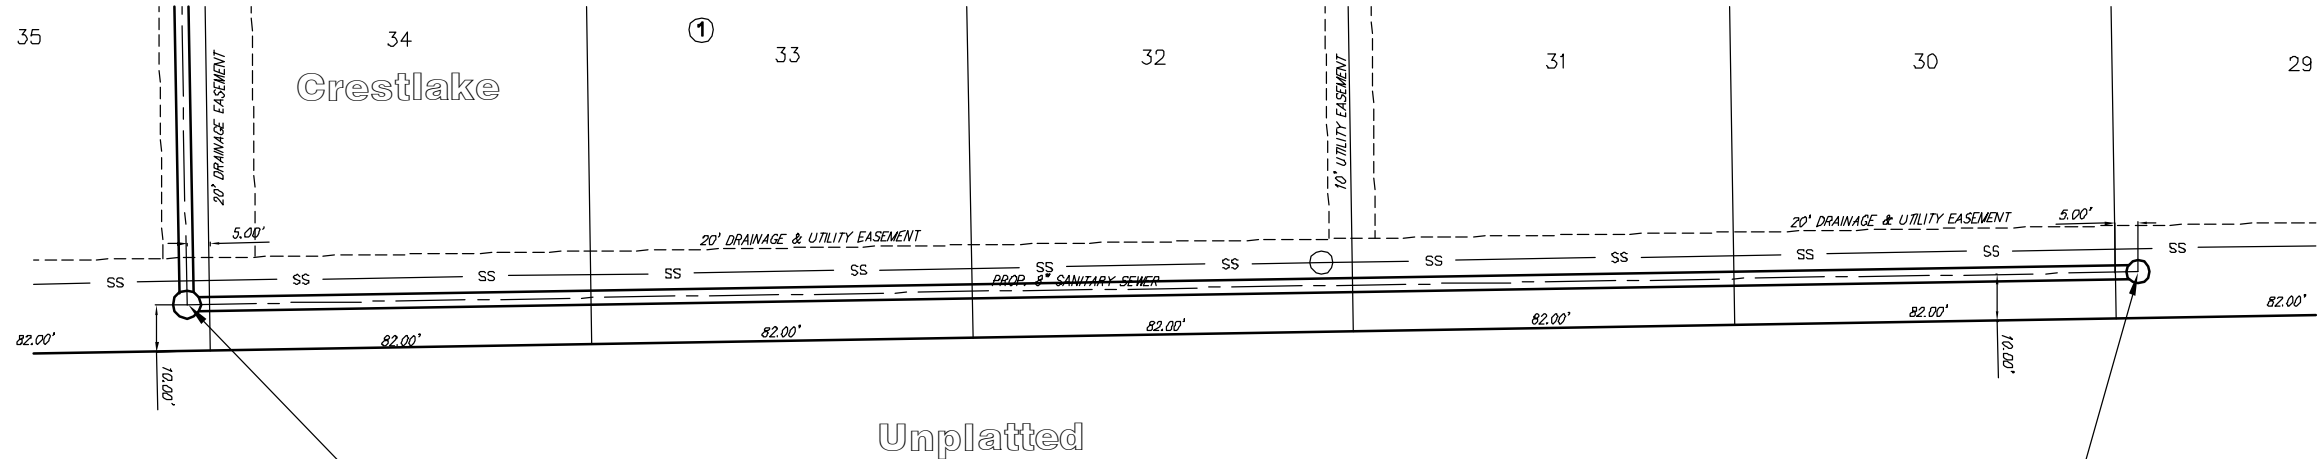 35
34
1
33
32
31
30
29
Crestlake
20' DRAINAGE EASEMENT
10' UTILITY EASEMENT
5.00'
20' DRAINAGE & UTILITY EASEMENT
20' DRAINAGE & UTILITY EASEMENT
5.00'
SS
SS
SS
SS
SS
SS
SS
SS
SS
SS
SS
SS
PROP. 8" SANITARY SEWER
82.00'
82.00'
82.00'
82.00'
82.00'
82.00'
82.00'
10.00'
10.00'
Unplatted